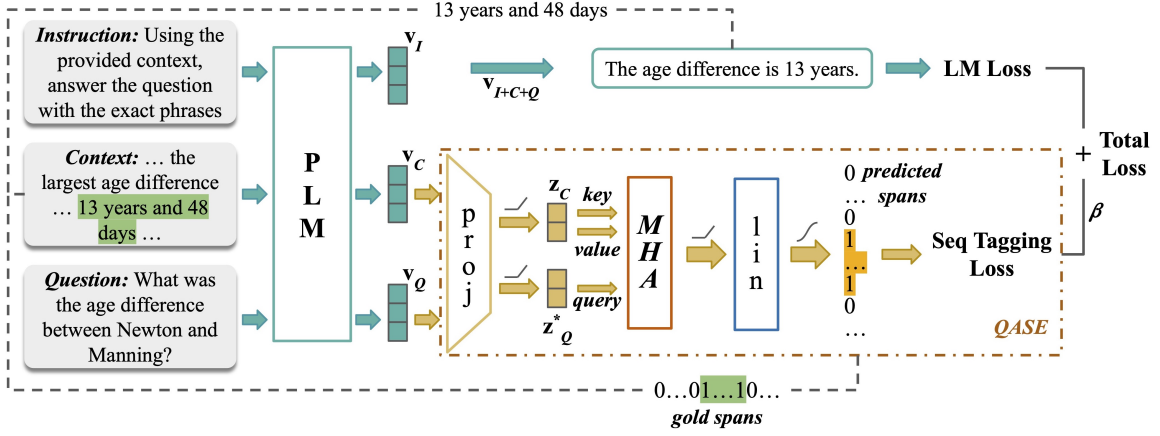 13 years and 48 days
Instruction: Using the
provided context,
answer the question
with the exact phrases
Context: … the
largest age difference
… 13 years and 48
days …
Question: What was
the age difference
between Newton and
Manning?
P
L
M
v_I
v_C
v_Q
v_{I+C+Q}
The age difference is 13 years.
LM Loss
+
Total
Loss
β
p
r
o
j
z_C
z*_Q
key
value
query
M
H
A
l
i
n
0
…
0
1
…
1
0
…
predicted
spans
Seq Tagging
Loss
QASE
0…01…10…
gold spans